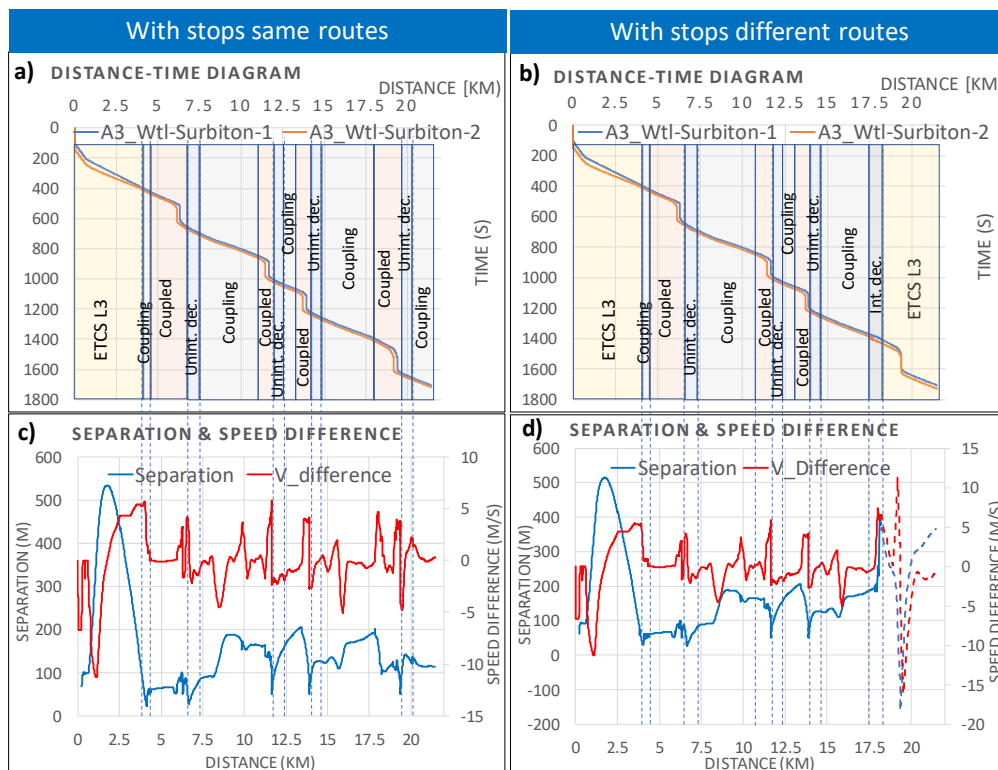 With stops same routes
With stops different routes
a) DISTANCE-TIME DIAGRAM
DISTANCE [KM]
0 2.5 5 7.5 10 12.5 15 17.5 20
A3_Wtl-Surbiton-1 A3_Wtl-Surbiton-2
0
200
400
600
800
1000
1200
1400
1600
1800
TIME (S)
ETCS L3
Coupling
Coupled
Unint. dec.
Coupling
Coupled
Unint. dec.
Coupling
Coupled
Unint. dec.
Coupling
Coupled
Unint. dec.
Coupling
b) DISTANCE-TIME DIAGRAM
DISTANCE [KM)
0 2.5 5 7.5 10 12.5 15 17.5 20
A3_Wtl-Surbiton-1 A3_Wtl-Surbiton-2
0
200
400
600
800
1000
1200
1400
1600
1800
TIME (S)
ETCS L3
Coupling
Coupled
Unint. dec.
Coupling
Coupled
Unint. dec.
Coupling
Coupled
Unint. dec.
Coupling
Int. dec.
ETCS L3
c) SEPARATION & SPEED DIFFERENCE
Separation V_difference
600
500
400
300
200
100
0
SEPARATION (M)
10
5
0
-5
-10
-15
SPEED DIFFERENCE (M/S)
0 2.5 5 7.5 10 12.5 15 17.5 20
DISTANCE (KM)
d) SEPARATION & SPEED DIFFERENCE
Separation V_Difference
600
500
400
300
200
100
0
-100
-200
SEPARATION (M)
15
10
5
0
-5
-10
-15
-20
SPEED DIFFERENCE (M/S)
0 2.5 5 7.5 10 12.5 15 17.5 20
DISTANCE (KM)